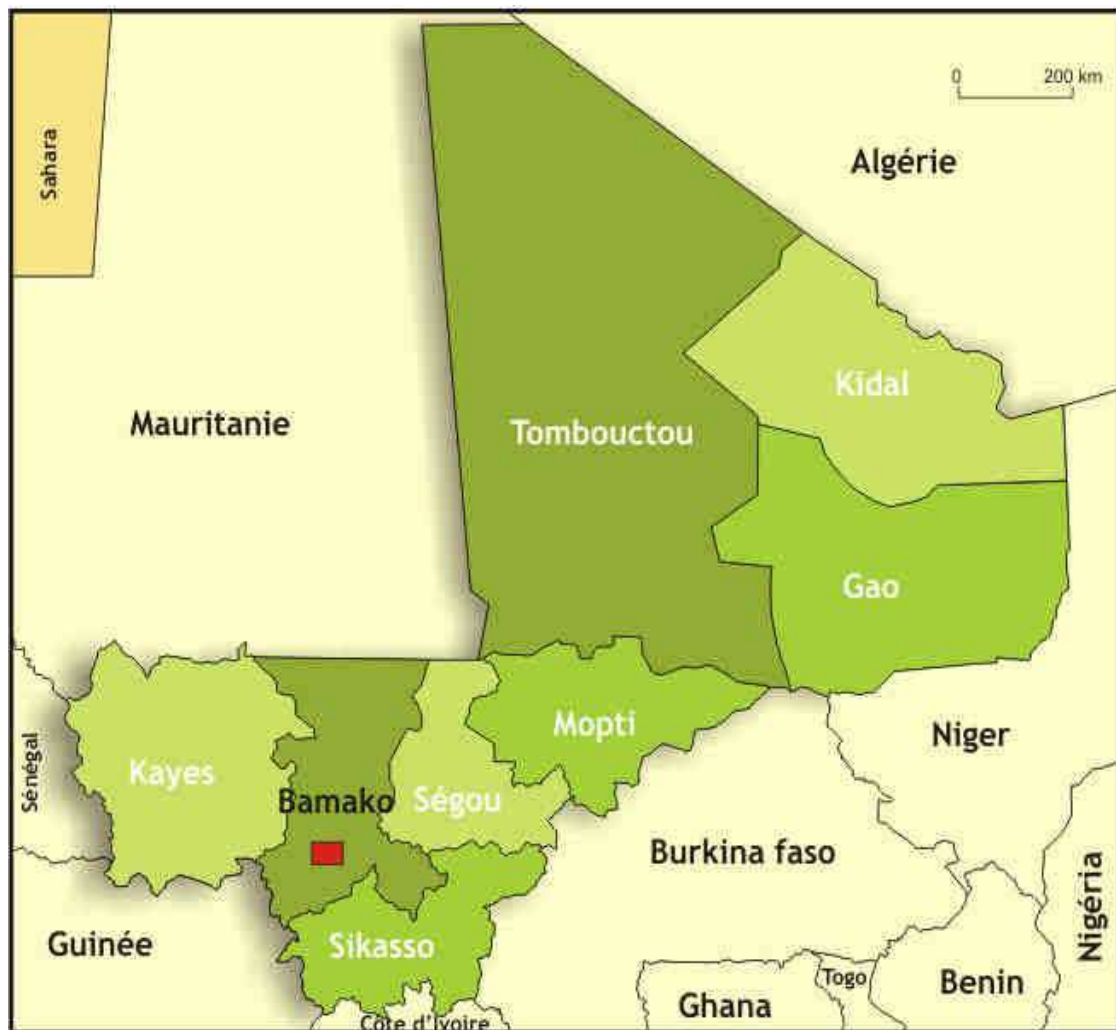 0 200 km
Sahara
Algérie
Kidal
Mauritanie
Tombouctou
Gao
Mopti
Niger
Sénégal
Kayes
Bamako
Ségou
Burkina faso
Nigéria
Guinée
Sikasso
Togo
Benin
Ghana
Côte d'Ivoire